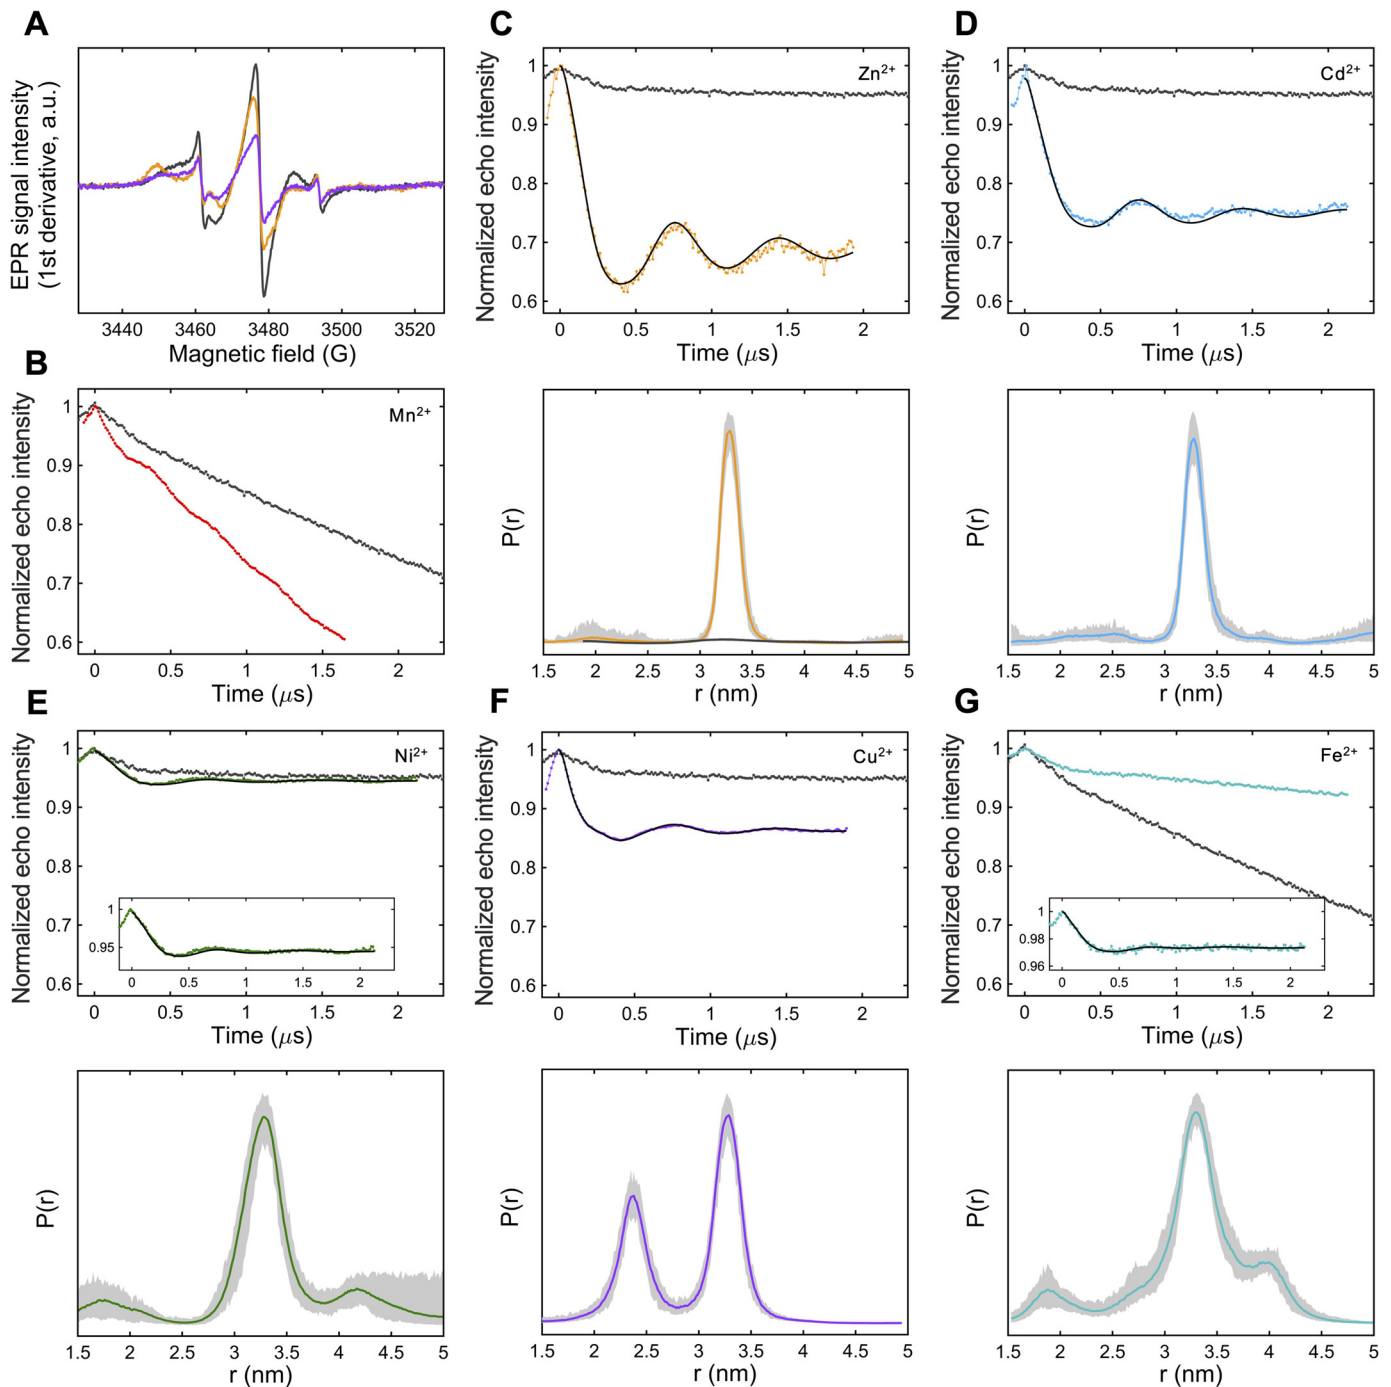 A
EPR signal intensity
(1st derivative, a.u.)
3440 3460 3480 3500 3520
Magnetic field (G)
B
Normalized echo intensity
1
0.9
0.8
0.7
0.6
Mn2+
0 0.5 1 1.5 2
Time (μs)
C
Normalized echo intensity
1
0.9
0.8
0.7
0.6
Zn2+
0 0.5 1 1.5 2
Time (μs)
P(r)
1.5 2 2.5 3 3.5 4 4.5 5
r (nm)
D
Normalized echo intensity
1
0.9
0.8
0.7
0.6
Cd2+
0 0.5 1 1.5 2
Time (μs)
P(r)
1.5 2 2.5 3 3.5 4 4.5 5
r (nm)
E
Normalized echo intensity
1
0.9
0.8
0.7
0.6
Ni2+
1
0.95
0 0.5 1 1.5 2
0 0.5 1 1.5 2
Time (μs)
P(r)
1.5 2 2.5 3 3.5 4 4.5 5
r (nm)
F
Normalized echo intensity
1
0.9
0.8
0.7
0.6
Cu2+
0 0.5 1 1.5 2
Time (μs)
P(r)
1.5 2 2.5 3 3.5 4 4.5 5
r (nm)
G
Normalized echo intensity
1
0.9
0.8
0.7
0.6
Fe2+
1
0.98
0.96
0 0.5 1 1.5 2
0 0.5 1 1.5 2
Time (μs)
P(r)
1.5 2 2.5 3 3.5 4 4.5 5
r (nm)